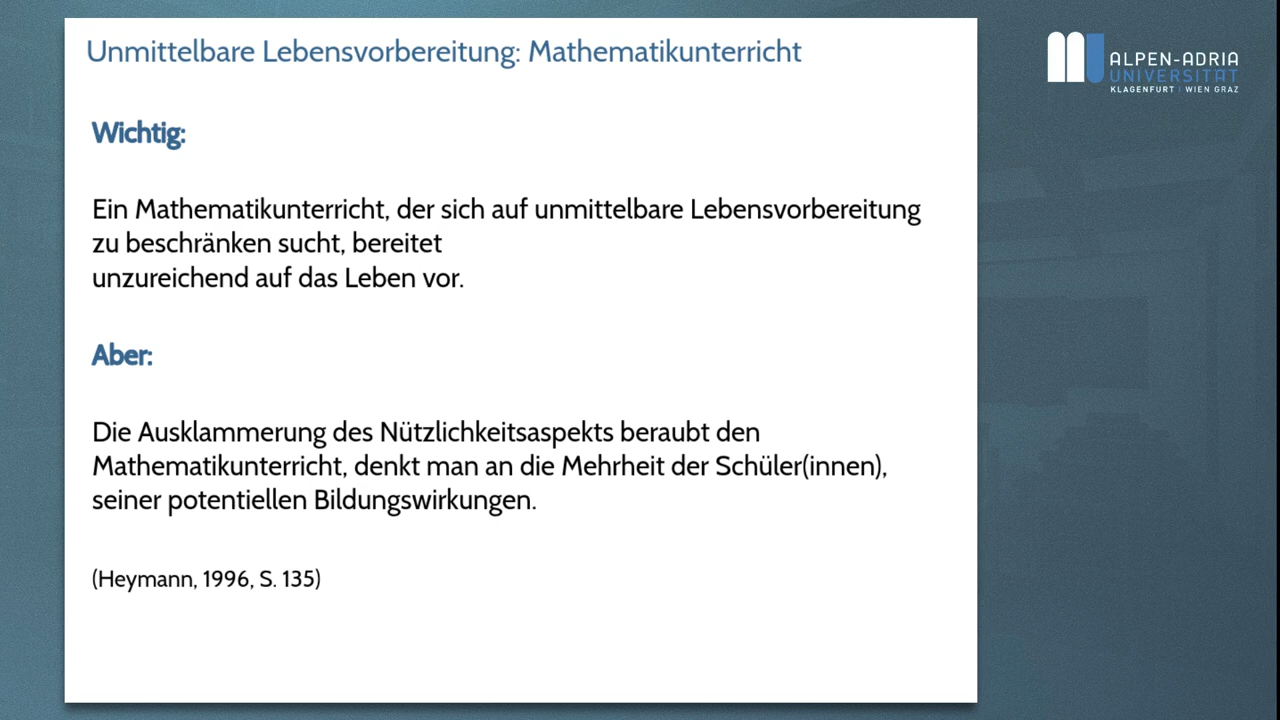 Unmittelbare Lebensvorbereitung: Mathematikunterricht
ALPEN-ADRIA
UNIVERSITÄT
KLAGENFURT | WIEN GRAZ
Wichtig:
Ein Mathematikunterricht, der sich auf unmittelbare Lebensvorbereitung
zu beschränken sucht, bereitet
unzureichend auf das Leben vor.
Aber:
Die Ausklammerung des Nützlichkeitsaspekts beraubt den
Mathematikunterricht, denkt man an die Mehrheit der Schüler(innen),
seiner potentiellen Bildungswirkungen.
(Heymann, 1996, S. 135)